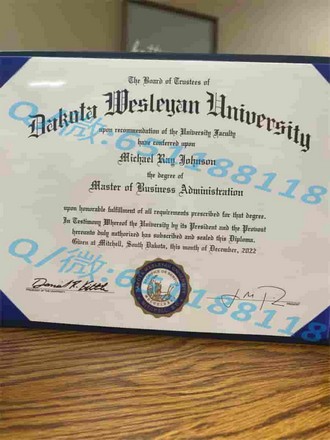 The Board of Trustees of
Dakota Wesleyan University
upon recommendation of the University Faculty
have conferred upon
Michael Ray Johnson
the degree of
Master of Business Administration
upon honorable fulfillment of all requirements prescribed for that degree.
In Testimony Whereof the University by its President and the Provost
hereunto duly authorized has subscribed and sealed this Diploma.
Given at Mitchell, South Dakota, this month of December, 2022
Q/微:631188118
Q/微:631188118